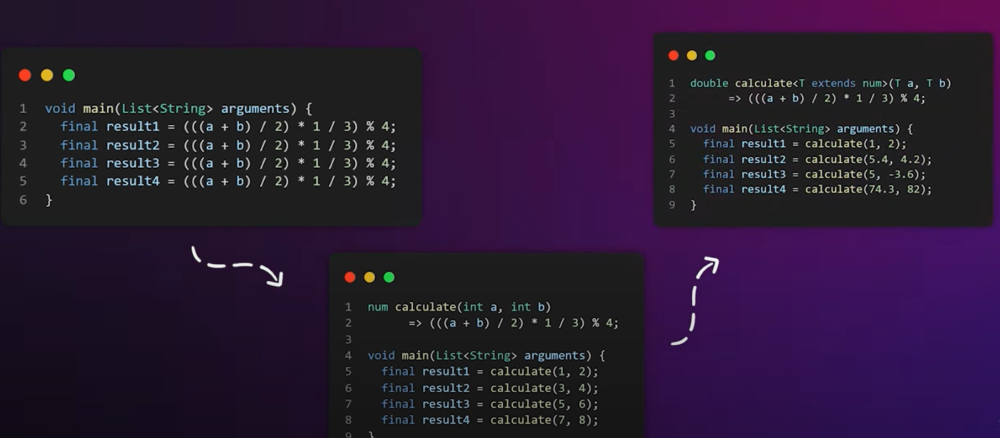 1 void main(List<String> arguments) {
2 final result1 = (((a + b) / 2) * 1 / 3) % 4;
3 final result2 = (((a + b) / 2) * 1 / 3) % 4;
4 final result3 = (((a + b) / 2) * 1 / 3) % 4;
5 final result4 = (((a + b) / 2) * 1 / 3) % 4;
6 }
1 num calculate(int a, int b)
2 => (((a + b) / 2) * 1 / 3) % 4;
3
4 void main(List<String> arguments) {
5 final result1 = calculate(1, 2);
6 final result2 = calculate(3, 4);
7 final result3 = calculate(5, 6);
8 final result4 = calculate(7, 8);
9 }
1 double calculate<T extends num>(T a, T b)
2 => (((a + b) / 2) * 1 / 3) % 4;
3
4 void main(List<String> arguments) {
5 final result1 = calculate(1, 2);
6 final result2 = calculate(5.4, 4.2);
7 final result3 = calculate(5, -3.6);
8 final result4 = calculate(74.3, 82);
9 }